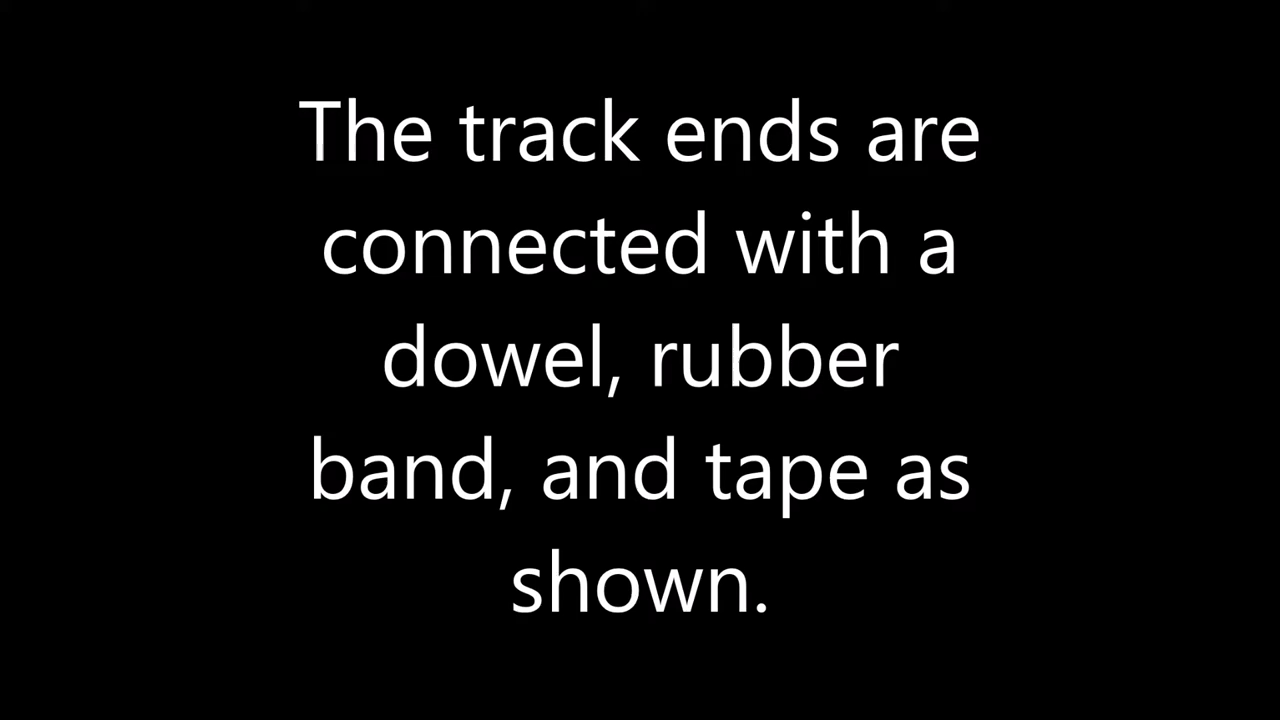 The track ends are
connected with a
dowel, rubber
band, and tape as
shown.